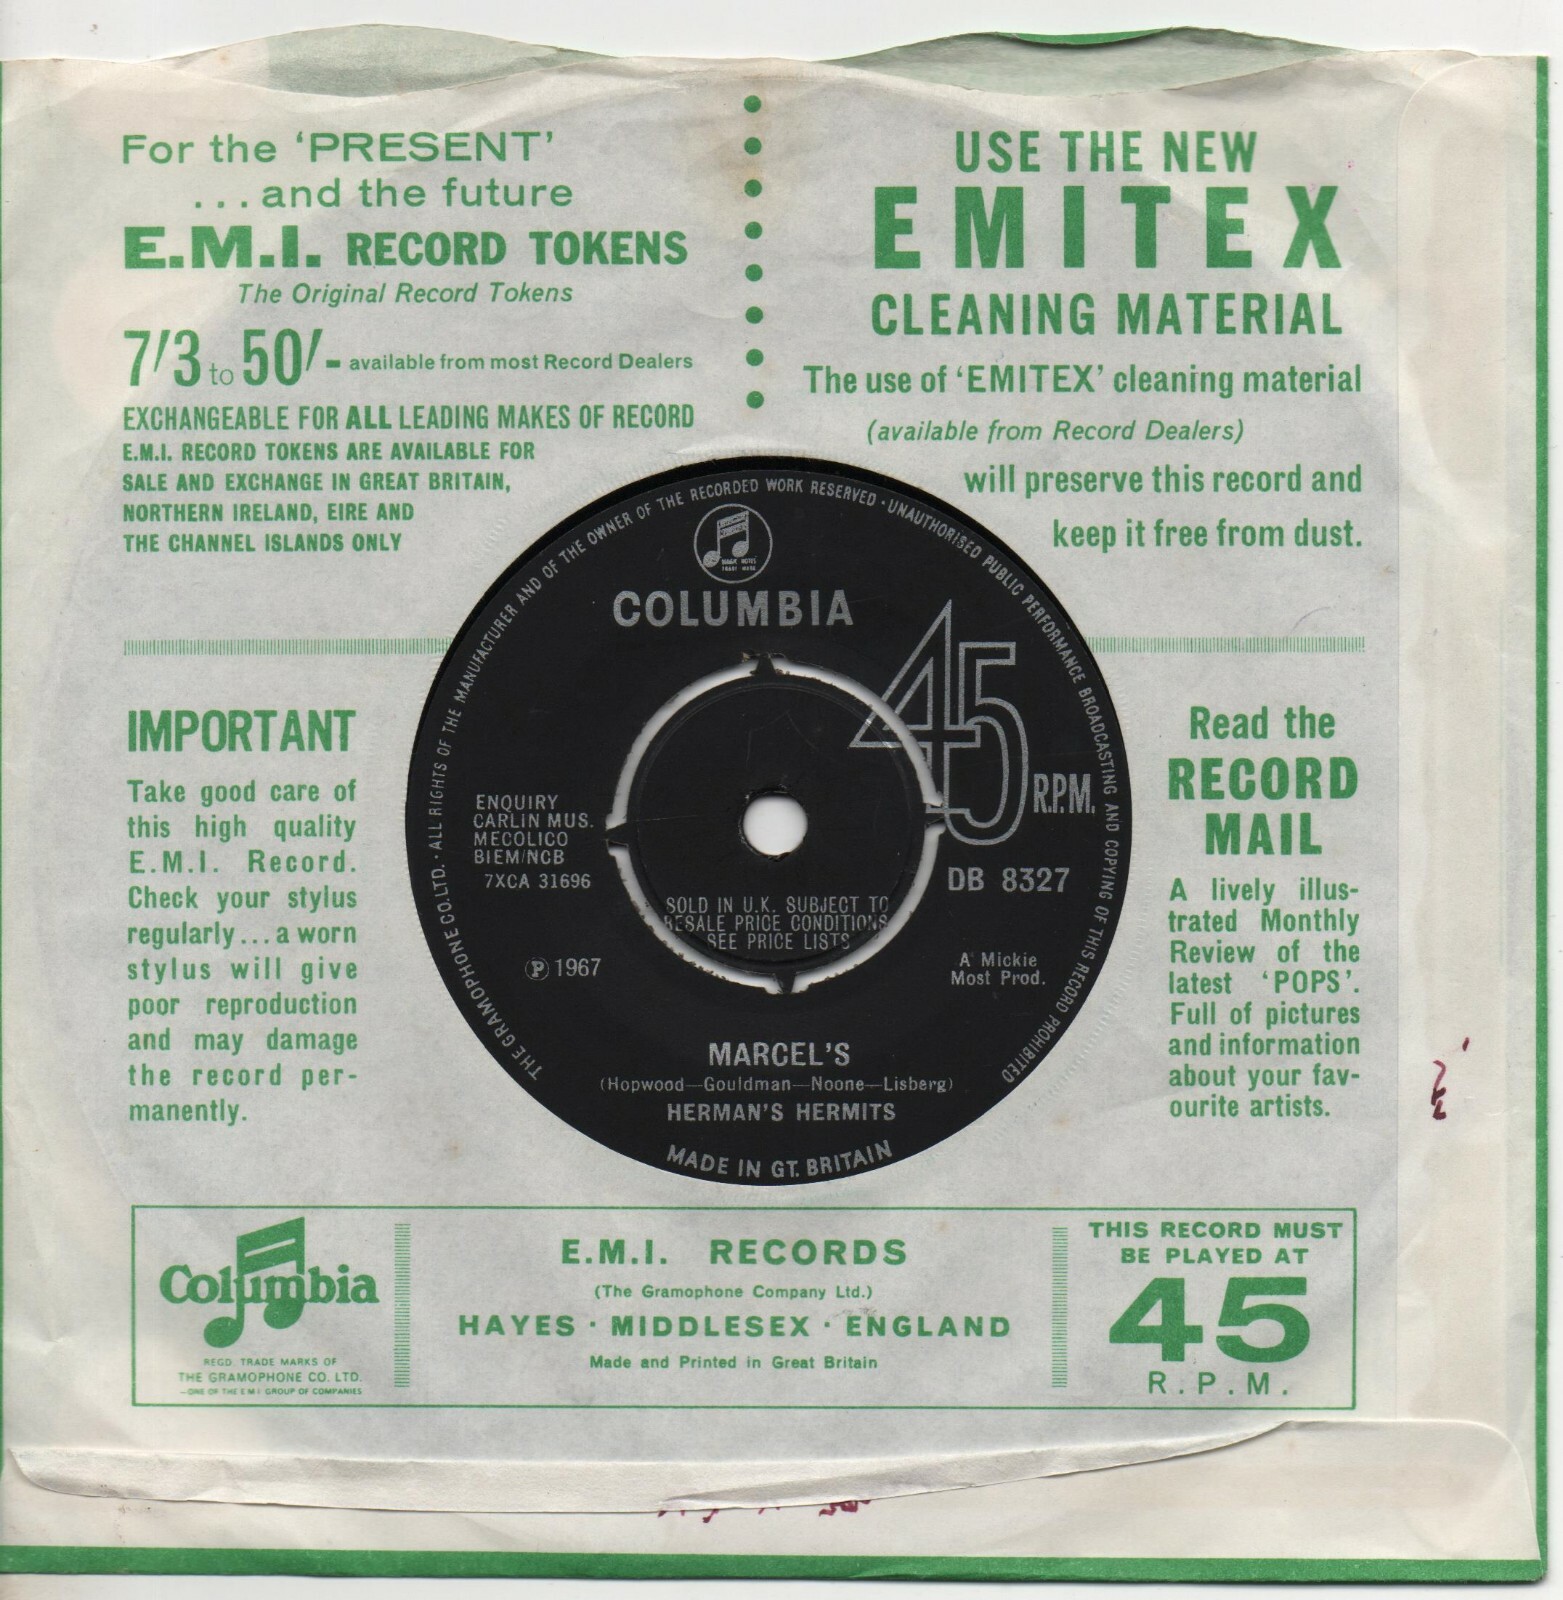 For the ‘PRESENT’
...and the future
E.M.I. RECORD TOKENS
The Original Record Tokens
7/3 to 50/- available from most Record Dealers
EXCHANGEABLE FOR ALL LEADING MAKES OF RECORD
E.M.I. RECORD TOKENS ARE AVAILABLE FOR
SALE AND EXCHANGE IN GREAT BRITAIN,
NORTHERN IRELAND, EIRE AND
THE CHANNEL ISLANDS ONLY
USE THE NEW
EMITEX
CLEANING MATERIAL
The use of ‘EMITEX’ cleaning material
(available from Record Dealers)
will preserve this record and
keep it free from dust.
IMPORTANT
Take good care of
this high quality
E.M.I. Record.
Check your stylus
regularly...a worn
stylus will give
poor reproduction
and may damage
the record per-
manently.
THE GRAMOPHONE CO. LTD. · ALL RIGHTS OF THE MANUFACTURER AND OF THE OWNER OF THE RECORDED WORK RESERVED · UNAUTHORISED PUBLIC PERFORMANCE BROADCASTING AND COPYING OF THIS RECORD PROHIBITED
MAGIC NOTES
TRADE MARK
COLUMBIA
45 R.P.M.
ENQUIRY
CARLIN MUS.
MECOLICO
BIEM/NCB
7XCA 31696
DB 8327
SOLD IN U.K. SUBJECT TO
RESALE PRICE CONDITIONS
SEE PRICE LISTS
Ⓟ 1967
A Mickie
Most Prod.
MARCEL'S
(Hopwood—Gouldman—Noone—Lisberg)
HERMAN'S HERMITS
MADE IN GT. BRITAIN
Read the
RECORD
MAIL
A lively illus-
trated Monthly
Review of the
latest ‘POPS’.
Full of pictures
and information
about your fav-
ourite artists.
Columbia
REGD. TRADE MARKS OF
THE GRAMOPHONE CO. LTD.
—ONE OF THE E.M.I GROUP OF COMPANIES
E.M.I. RECORDS
(The Gramophone Company Ltd.)
HAYES · MIDDLESEX · ENGLAND
Made and Printed in Great Britain
THIS RECORD MUST
BE PLAYED AT
45
R.P.M.